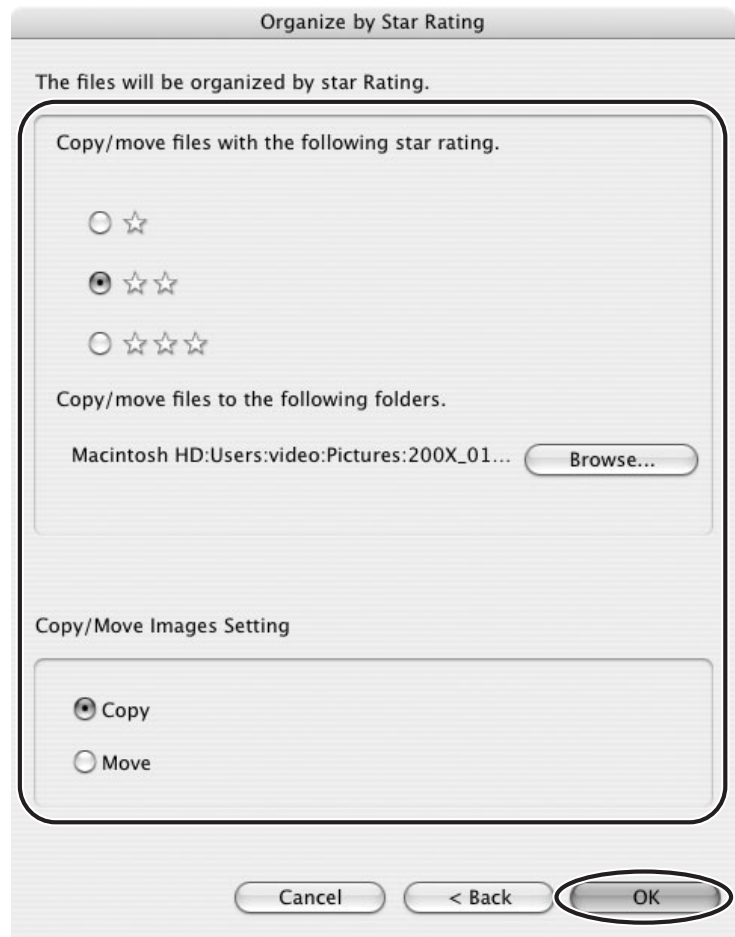 Organize by Star Rating
The files will be organized by star Rating.
Copy/move files with the following star rating.
Copy/move files to the following folders.
Macintosh HD:Users:video:Pictures:200X_01... Browse...
Copy/Move Images Setting
Copy
Move
Cancel < Back OK